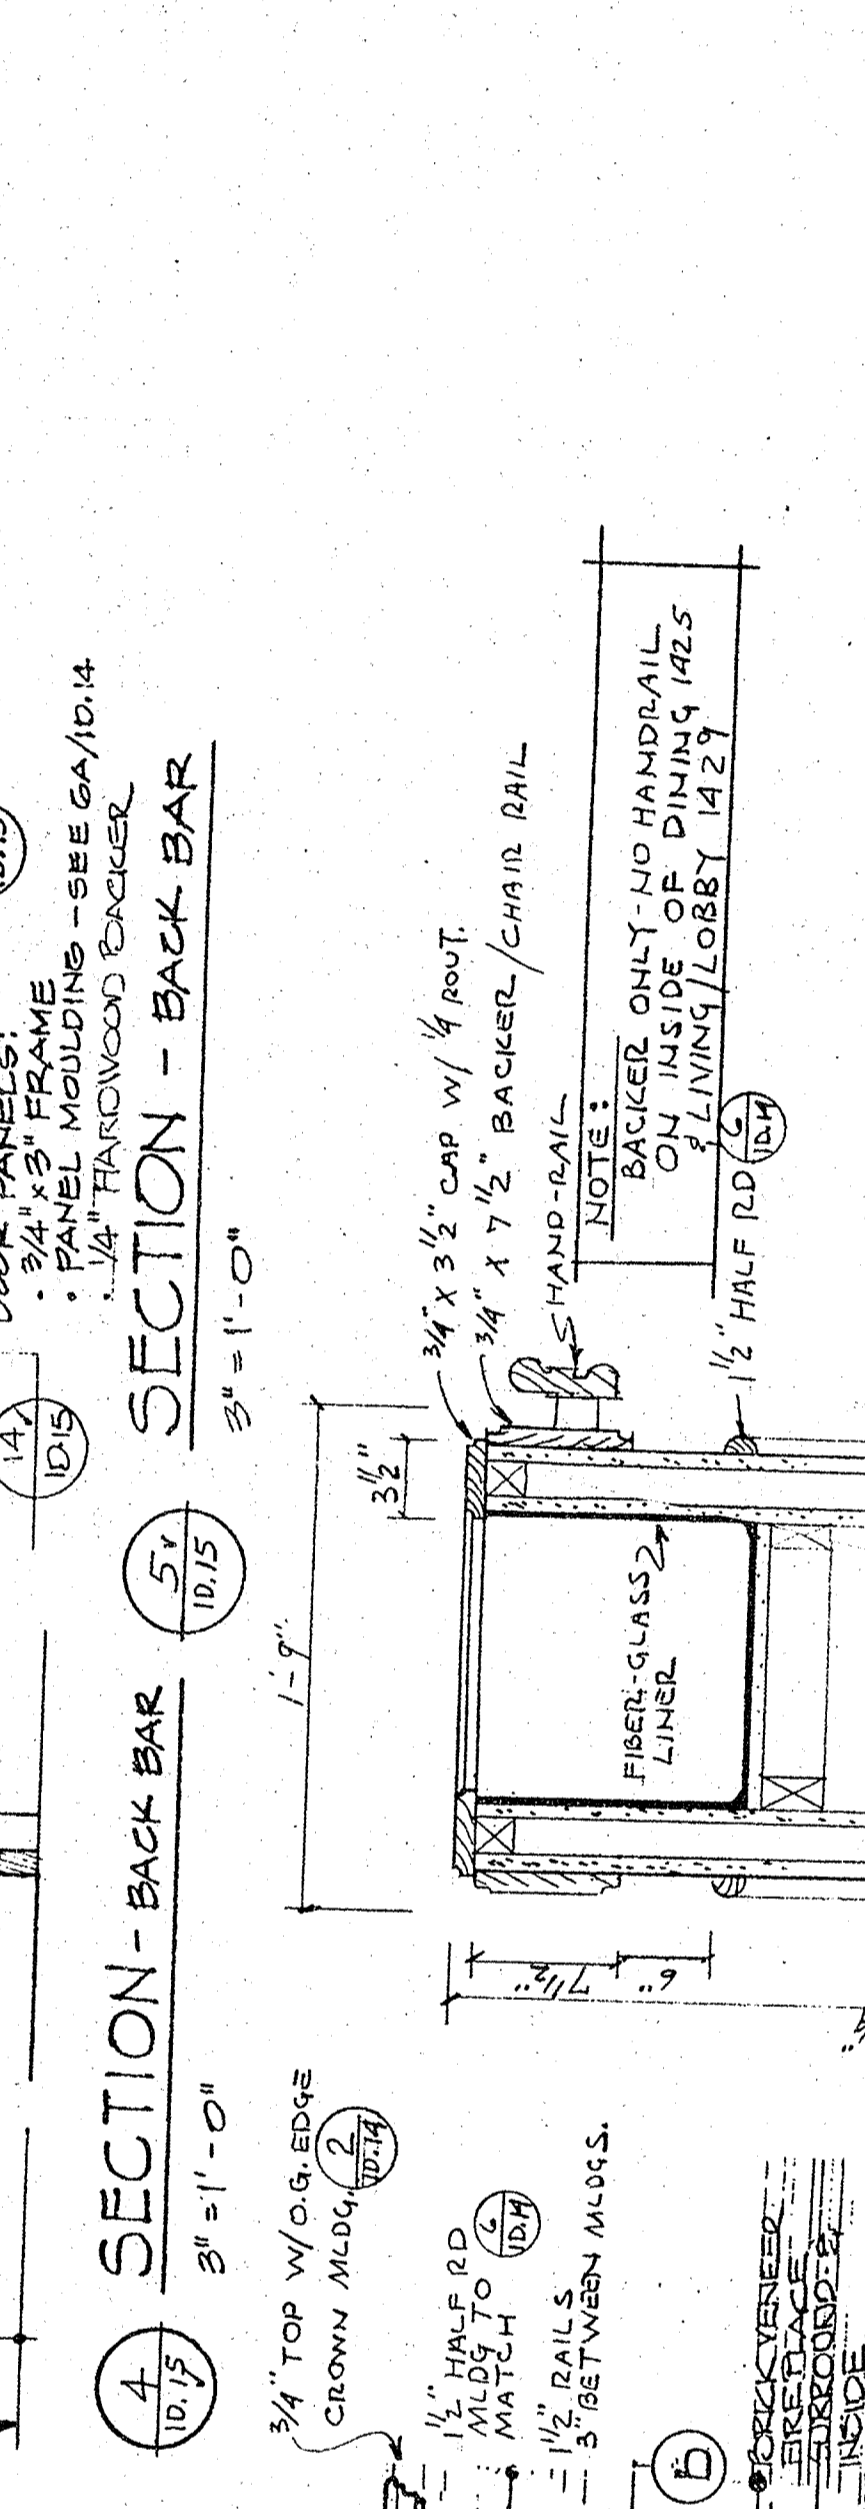 • 3/4" x 3" FRAME
• PANEL MOULDING - SEE 6A/ID.14
• 1/4" HARDWOOD BACKER
14
ID.15
4
ID.15
SECTION - BACK BAR
3" = 1'-0"
5
ID.15
SECTION - BACK BAR
3" = 1'-0"
3/4" TOP W/ O.G. EDGE
CROWN MLDG.
2
ID.14
1 1/2" HALF RD
MLDG TO
MATCH
6
ID.14
1 1/2" RAILS
3" BETWEEN MLDGS.
D
BRICK VENEER
FIREPLACE
SURROUND
INSIDE
1'-9"
3 1/2"
7 1/2"
6"
FIBER-GLASS
LINER
3/4" X 3 1/2" CAP W/ 1/4 ROUT.
3/4" X 7 1/2" BACKER/CHAIR RAIL
HAND-RAIL
NOTE:
BACKER ONLY-NO HANDRAIL
ON INSIDE OF DINING 1925
& LIVING/LOBBY 1429
1 1/2" HALF RD
6
ID.14